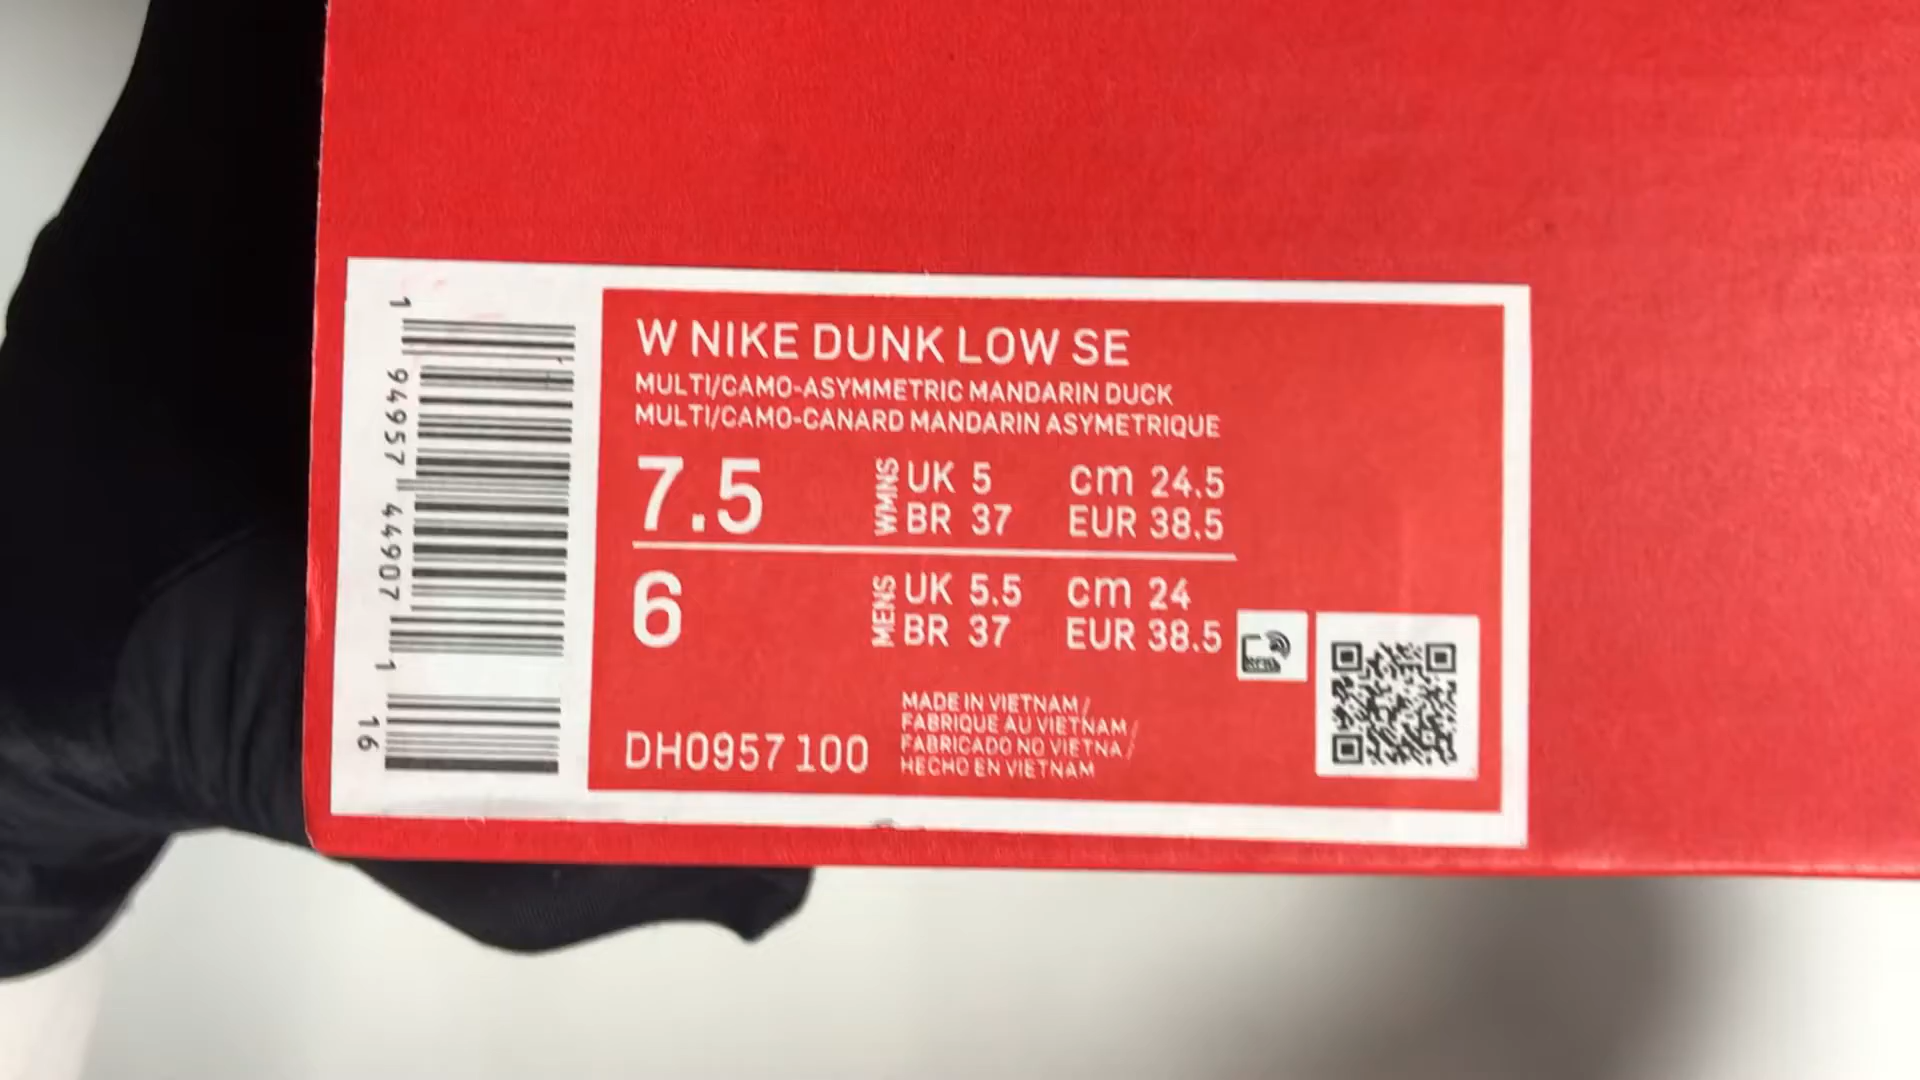 W NIKE DUNK LOW SE
MULTI/CAMO-ASYMMETRIC MANDARIN DUCK
MULTI/CAMO-CANARD MANDARIN ASYMETRIQUE
7.5
WMNS
UK 5
cm 24.5
BR 37
EUR 38.5
6
MENS
UK 5.5
cm 24
BR 37
EUR 38.5
DH0957 100
MADE IN VIETNAM /
FABRIQUE AU VIETNAM /
FABRICADO NO VIETNA /
HECHO EN VIETNAM
1 94957 44907 1
16